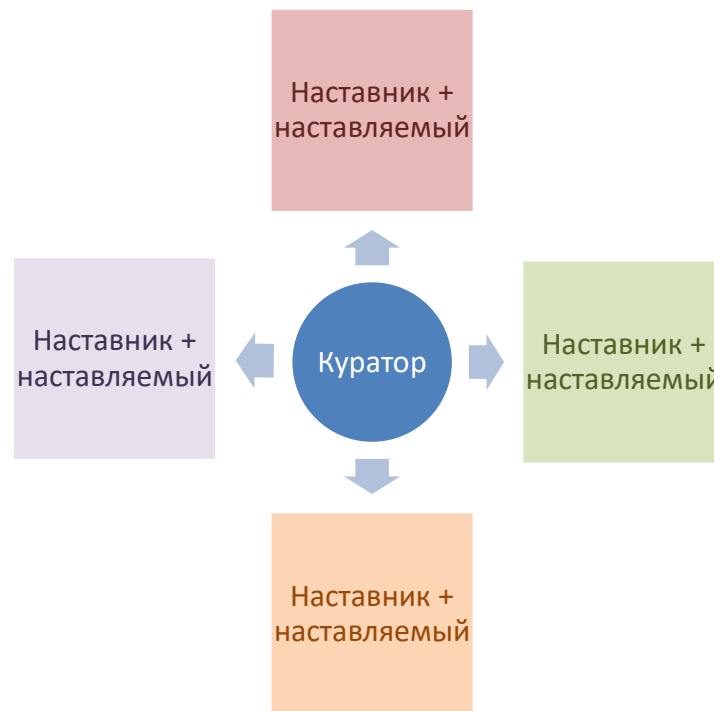 Наставник +
наставляемый
Наставник +
наставляемый
Куратор
Наставник +
наставляемый
Наставник +
наставляемый